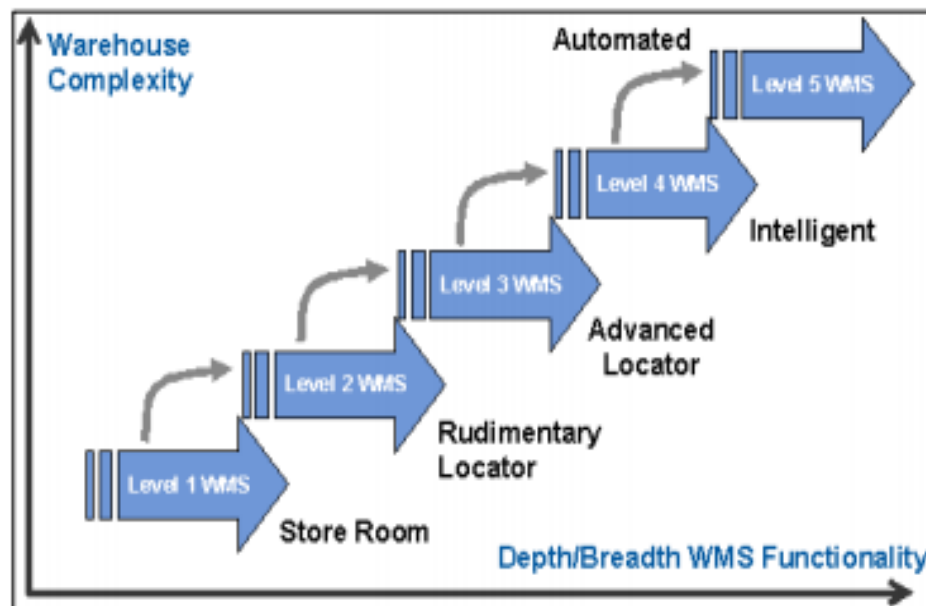 Warehouse
Complexity
Automated
Level 5 WMS
Level 4 WMS
Intelligent
Level 3 WMS
Advanced
Locator
Level 2 WMS
Rudimentary
Locator
Level 1 WMS
Store Room
Depth/Breadth WMS Functionality